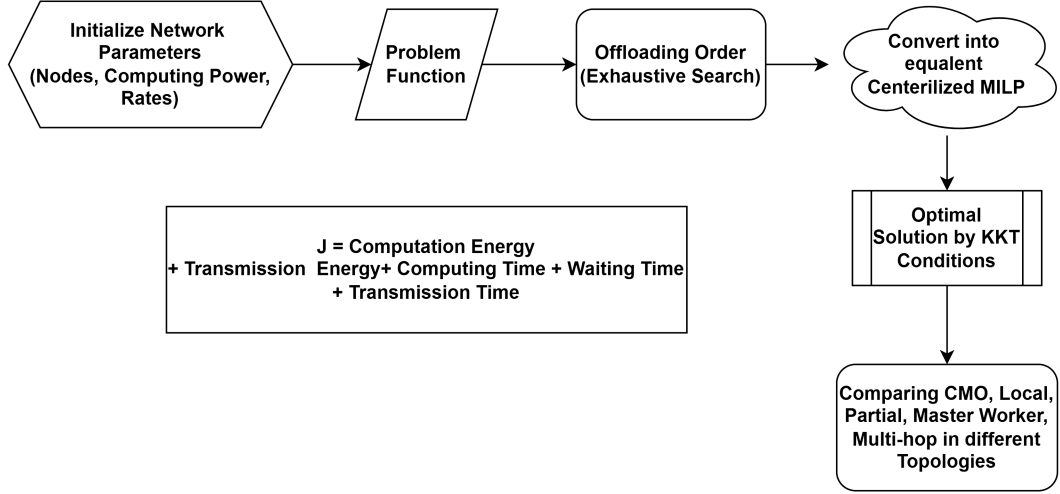 Initialize Network
Parameters
(Nodes, Computing Power,
Rates)
Problem
Function
Offloading Order
(Exhaustive Search)
Convert into
equalent
Centerilized MILP
Optimal
Solution by KKT
Conditions
J = Computation Energy
+ Transmission Energy+ Computing Time + Waiting Time
+ Transmission Time
Comparing CMO, Local,
Partial, Master Worker,
Multi-hop in different
Topologies